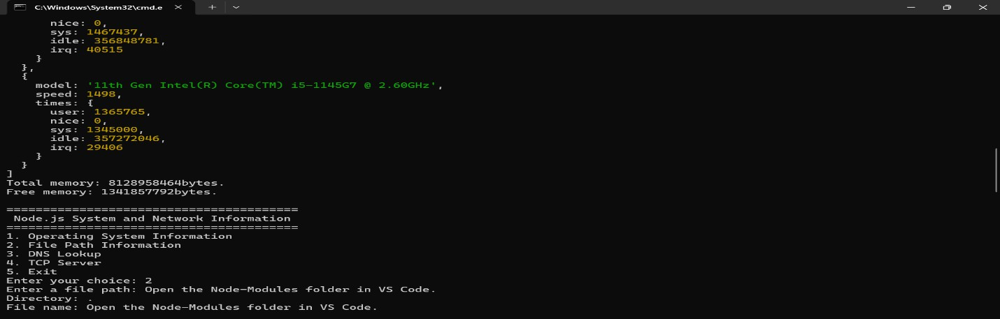 C:\Windows\System32\cmd.e
nice: 0,
sys: 1467437,
idle: 356848781,
irq: 40515
}
},
{
model: '11th Gen Intel(R) Core(TM) i5-1145G7 @ 2.60GHz',
speed: 1498,
times: {
user: 1365765,
nice: 0,
sys: 1345000,
idle: 357272046,
irq: 29406
}
}
]
Total memory: 8128958464bytes.
Free memory: 1341857792bytes.
========================================
Node.js System and Network Information
========================================
1. Operating System Information
2. File Path Information
3. DNS Lookup
4. TCP Server
5. Exit
Enter your choice: 2
Enter a file path: Open the Node-Modules folder in VS Code.
Directory: .
File name: Open the Node-Modules folder in VS Code.